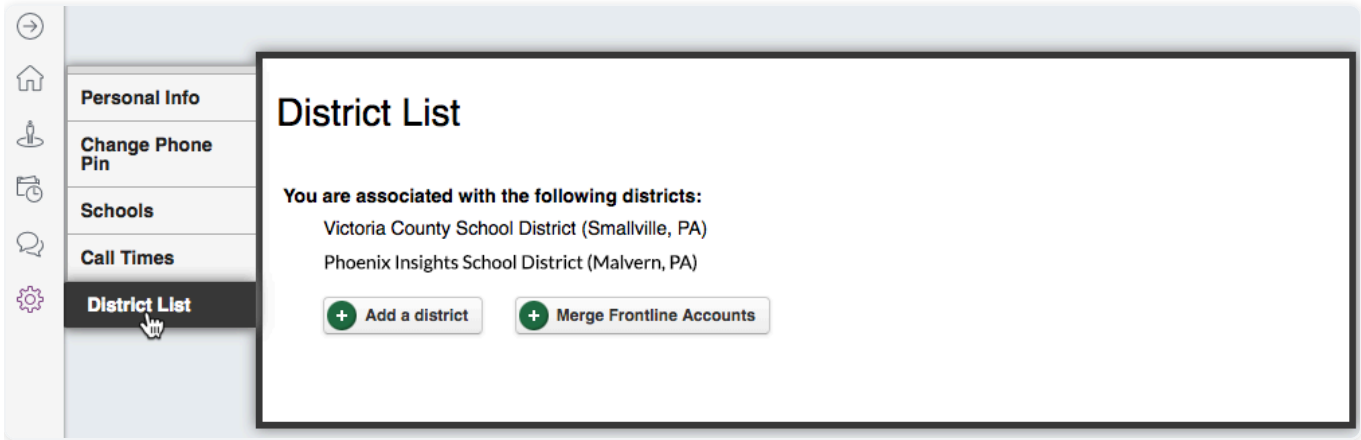 Personal Info
Change Phone
Pin
Schools
Call Times
District List
District List
You are associated with the following districts:
Victoria County School District (Smallville, PA)
Phoenix Insights School District (Malvern, PA)
Add a district
Merge Frontline Accounts